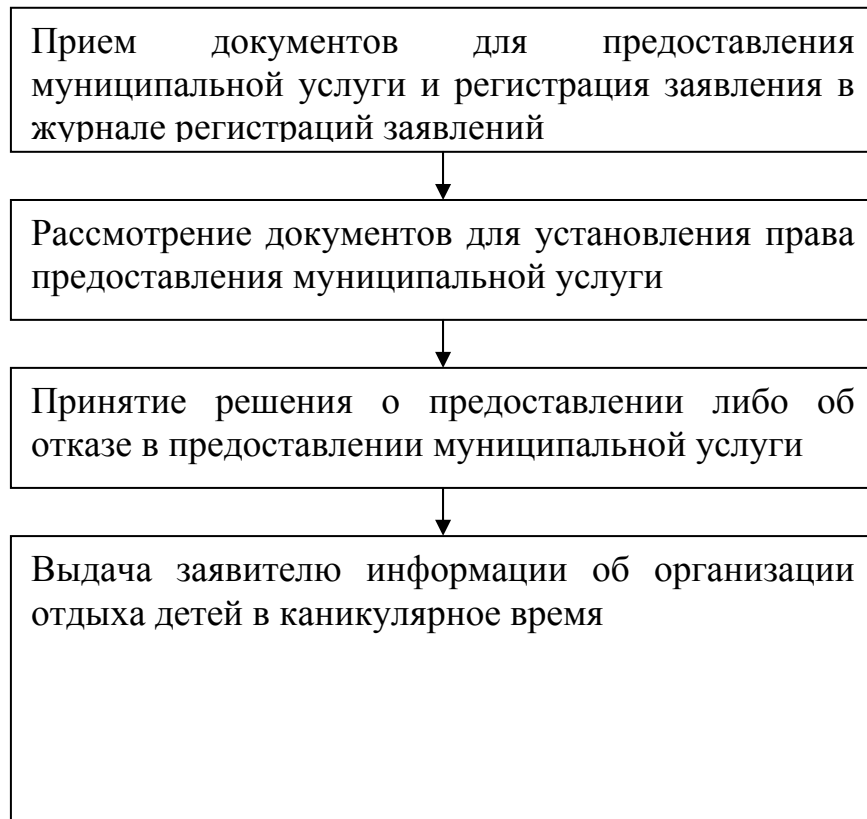 Прием документов для предоставления
муниципальной услуги и регистрация заявления в
журнале регистраций заявлений
Рассмотрение документов для установления права
предоставления муниципальной услуги
Принятие решения о предоставлении либо об
отказе в предоставлении муниципальной услуги
Выдача заявителю информации об организации
отдыха детей в каникулярное время